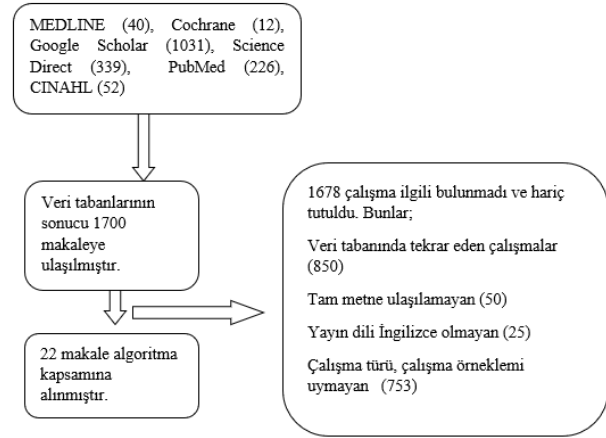 MEDLINE (40), Cochrane (12),
Google Scholar (1031), Science
Direct (339), PubMed (226),
CINAHL (52)
Veri tabanlarının
sonucu 1700
makaleye
ulaşılmıştır.
22 makale algoritma
kapsamına
alınmıştır.
1678 çalışma ilgili bulunmadı ve hariç
tutuldu. Bunlar;
Veri tabanında tekrar eden çalışmalar
(850)
Tam metne ulaşılamayan (50)
Yayın dili İngilizce olmayan (25)
Çalışma türü, çalışma örneklemi
uymayan (753)